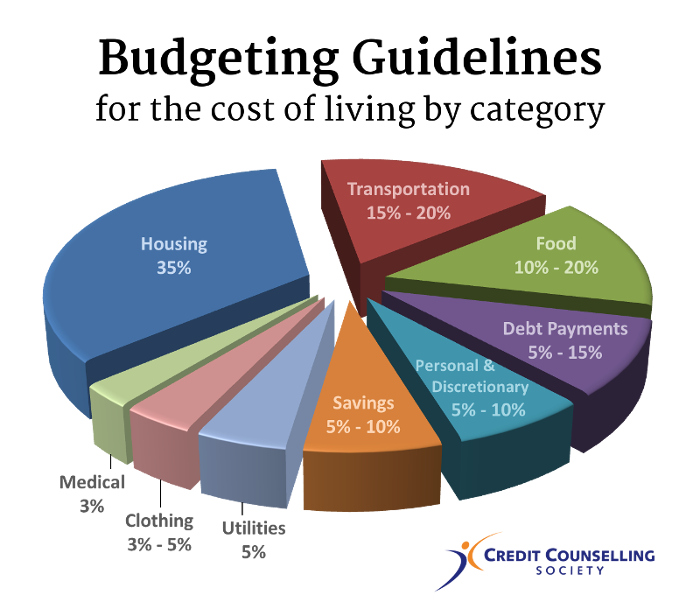 Budgeting Guidelines
for the cost of living by category
Transportation
15% - 20%
Housing
35%
Food
10% - 20%
Debt Payments
5% - 15%
Personal &
Discretionary
5% - 10%
Savings
5% - 10%
Medical
3%
Clothing
3% - 5%
Utilities
5%
CREDIT COUNSELLING
SOCIETY